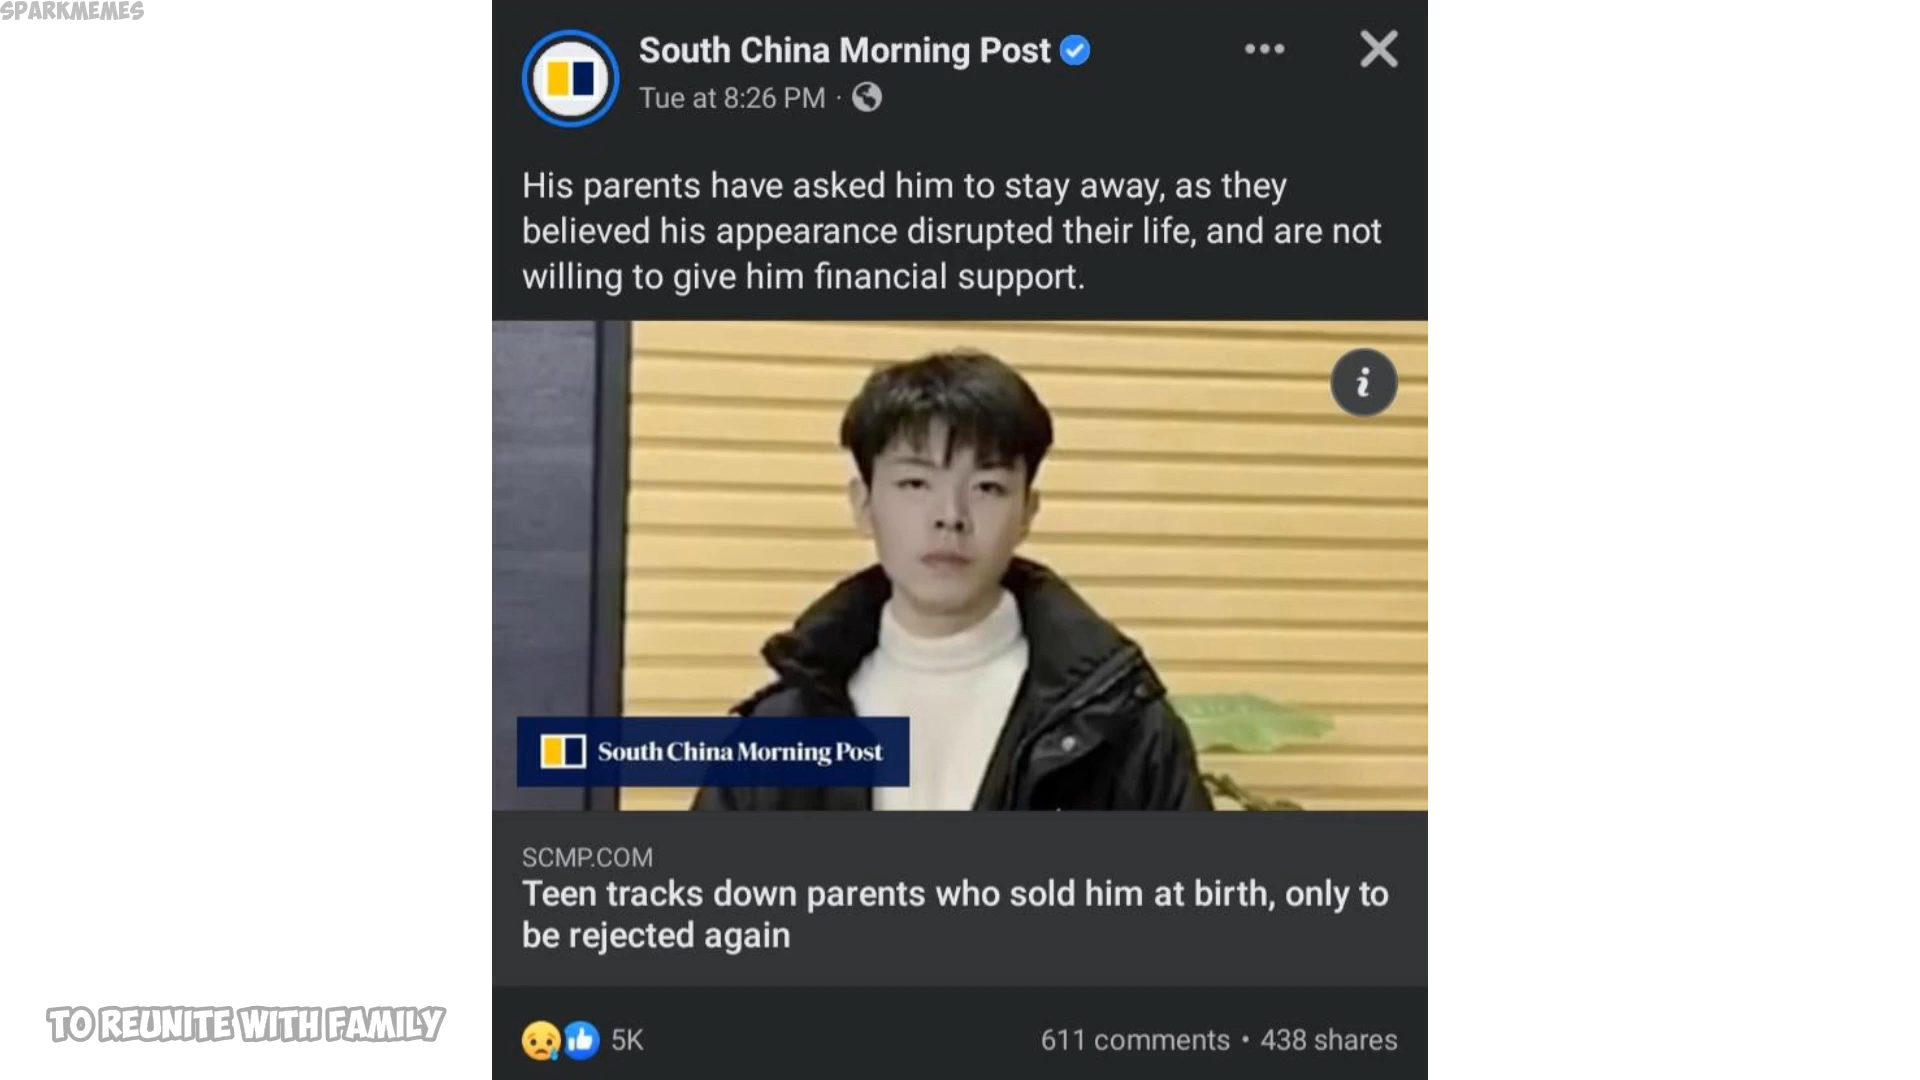 SPARKMEMES
South China Morning Post
Tue at 8:26 PM ·
His parents have asked him to stay away, as they
believed his appearance disrupted their life, and are not
willing to give him financial support.
i
South China Morning Post
SCMP.COM
Teen tracks down parents who sold him at birth, only to
be rejected again
5K
611 comments • 438 shares
TO REUNITE WITH FAMILY